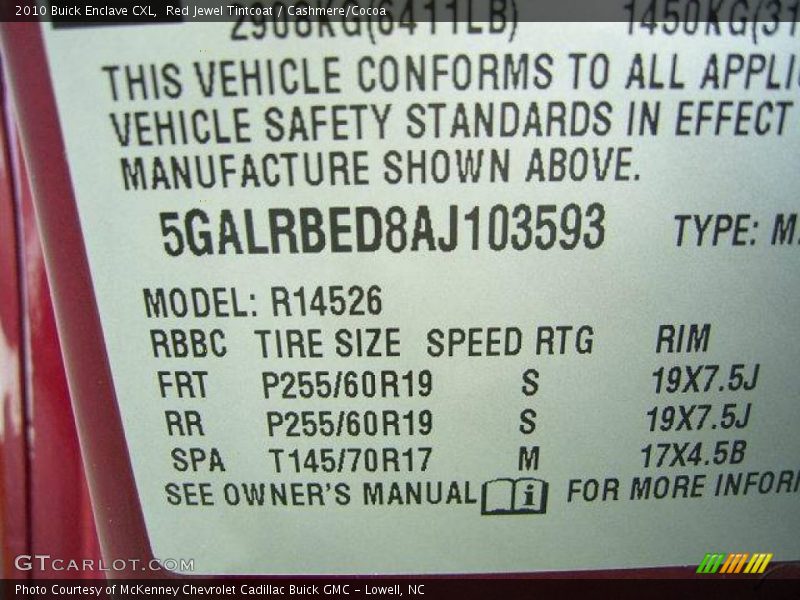 2010 Buick Enclave CXL, Red Jewel Tintcoat / Cashmere/Cocoa
2908KG(6411LB) 1450KG(31
THIS VEHICLE CONFORMS TO ALL APPLI
VEHICLE SAFETY STANDARDS IN EFFECT
MANUFACTURE SHOWN ABOVE.
5GALRBED8AJ103593 TYPE: M
MODEL: R14526
RBBC TIRE SIZE SPEED RTG RIM
FRT P255/60R19 S 19X7.5J
RR P255/60R19 S 19X7.5J
SPA T145/70R17 M 17X4.5B
SEE OWNER'S MANUAL i FOR MORE INFOR
GTCARLOT.COM
Photo Courtesy of McKenney Chevrolet Cadillac Buick GMC - Lowell, NC